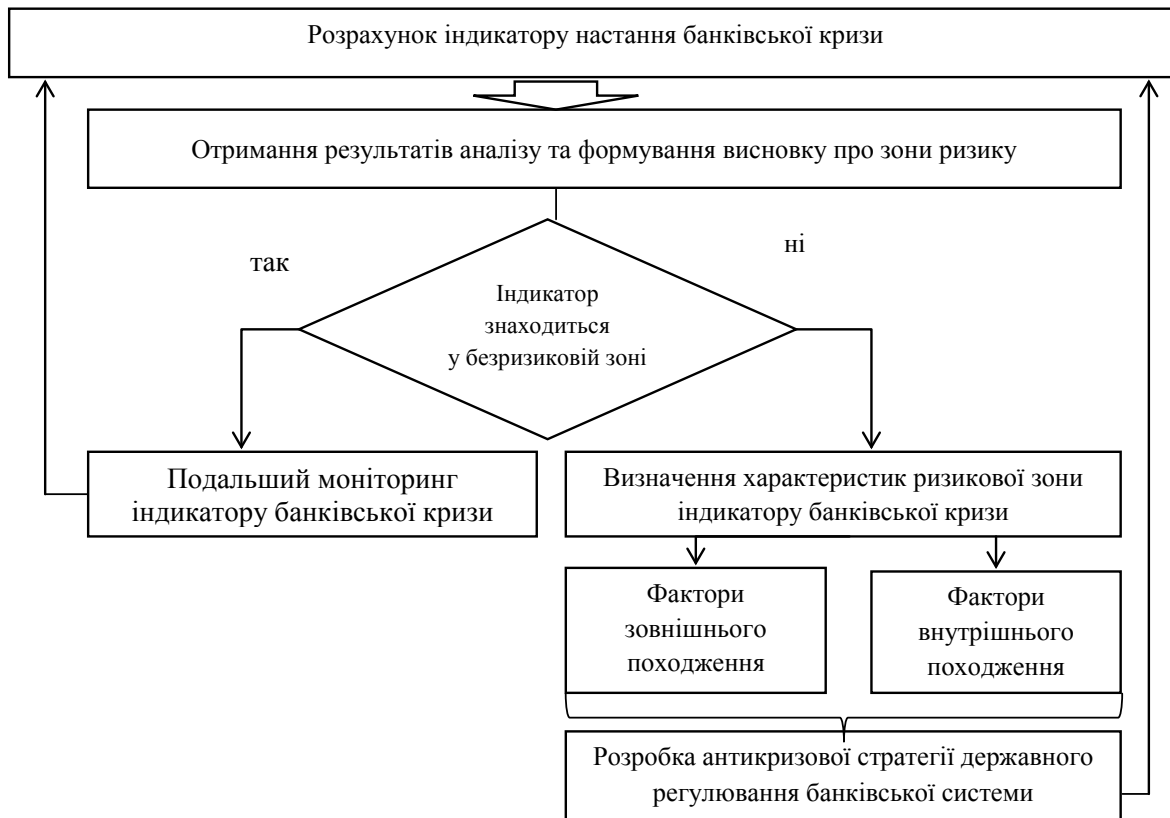 Розрахунок індикатору настання банківської кризи
Отримання результатів аналізу та формування висновку про зони ризику
так
ні
Індикатор
знаходиться
у безризиковій зоні
Подальший моніторинг
індикатору банківської кризи
Визначення характеристик ризикової зони
індикатору банківської кризи
Фактори
зовнішнього
походження
Фактори
внутрішнього
походження
Розробка антикризової стратегії державного
регулювання банківської системи